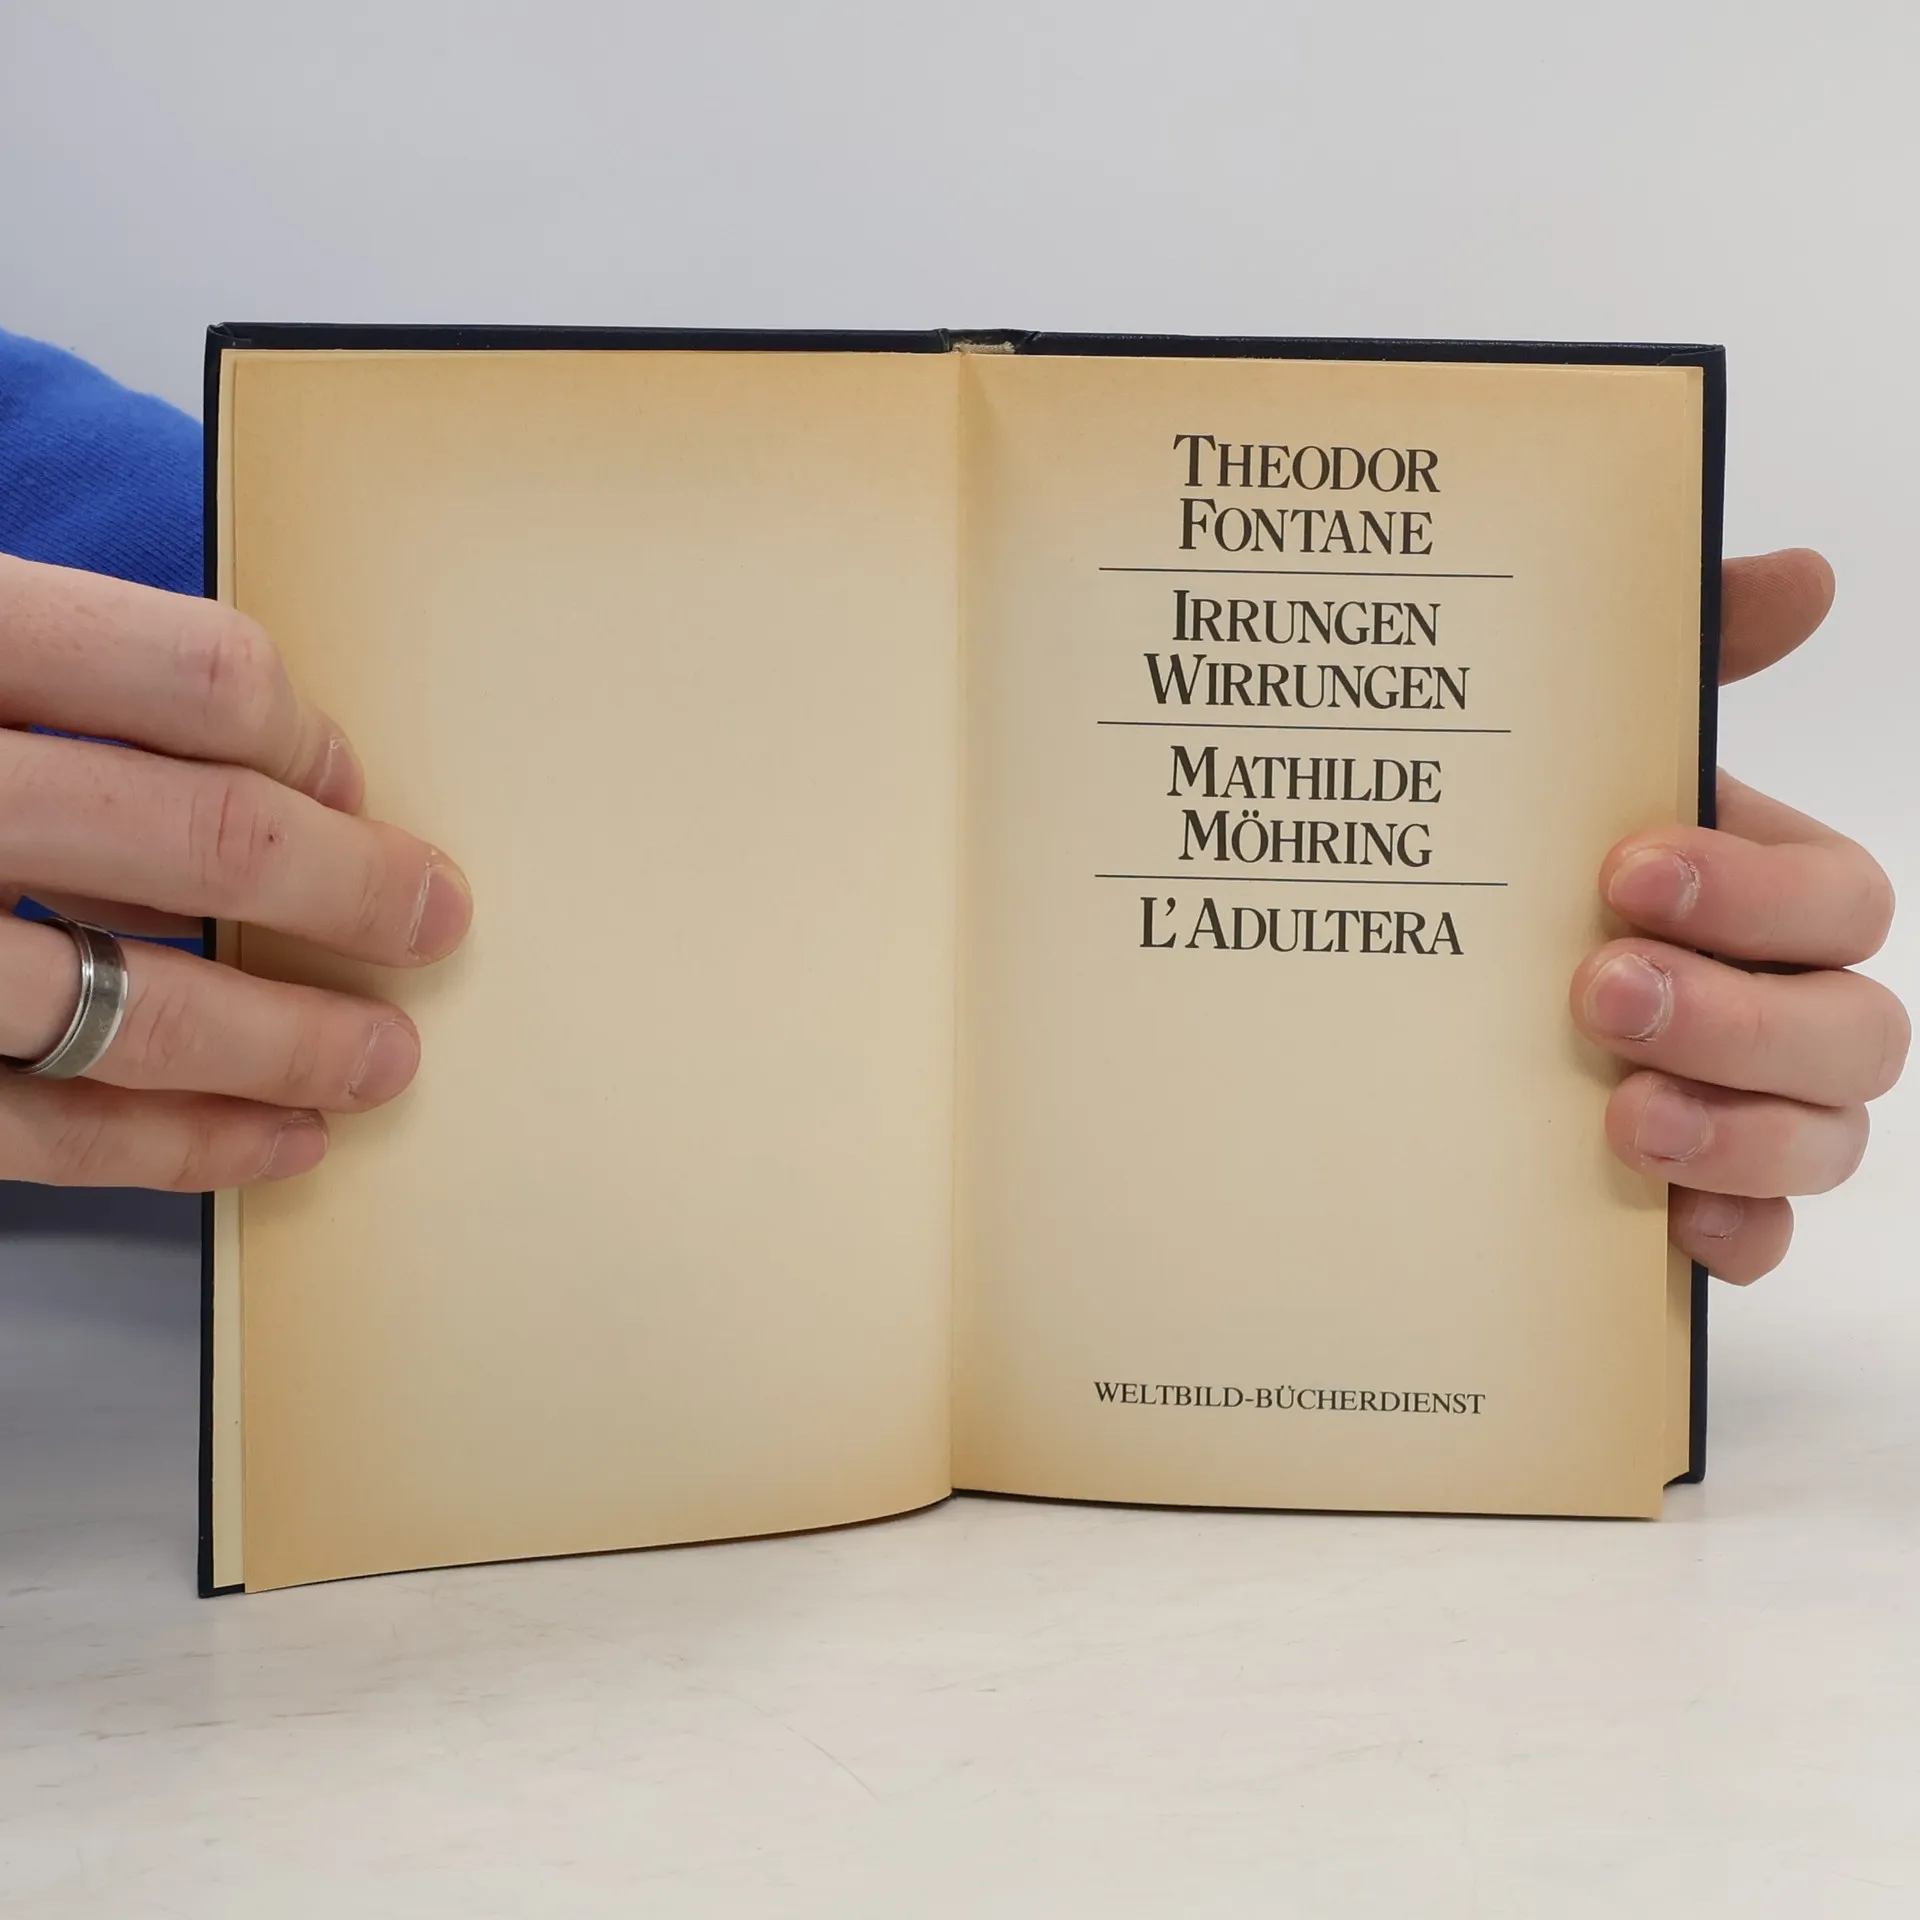 THEODOR
FONTANE
IRRUNGEN
WIRRUNGEN
MATHILDE
MÖHRING
L'ADULTERA
WELTBILD-BÜCHERDIENST